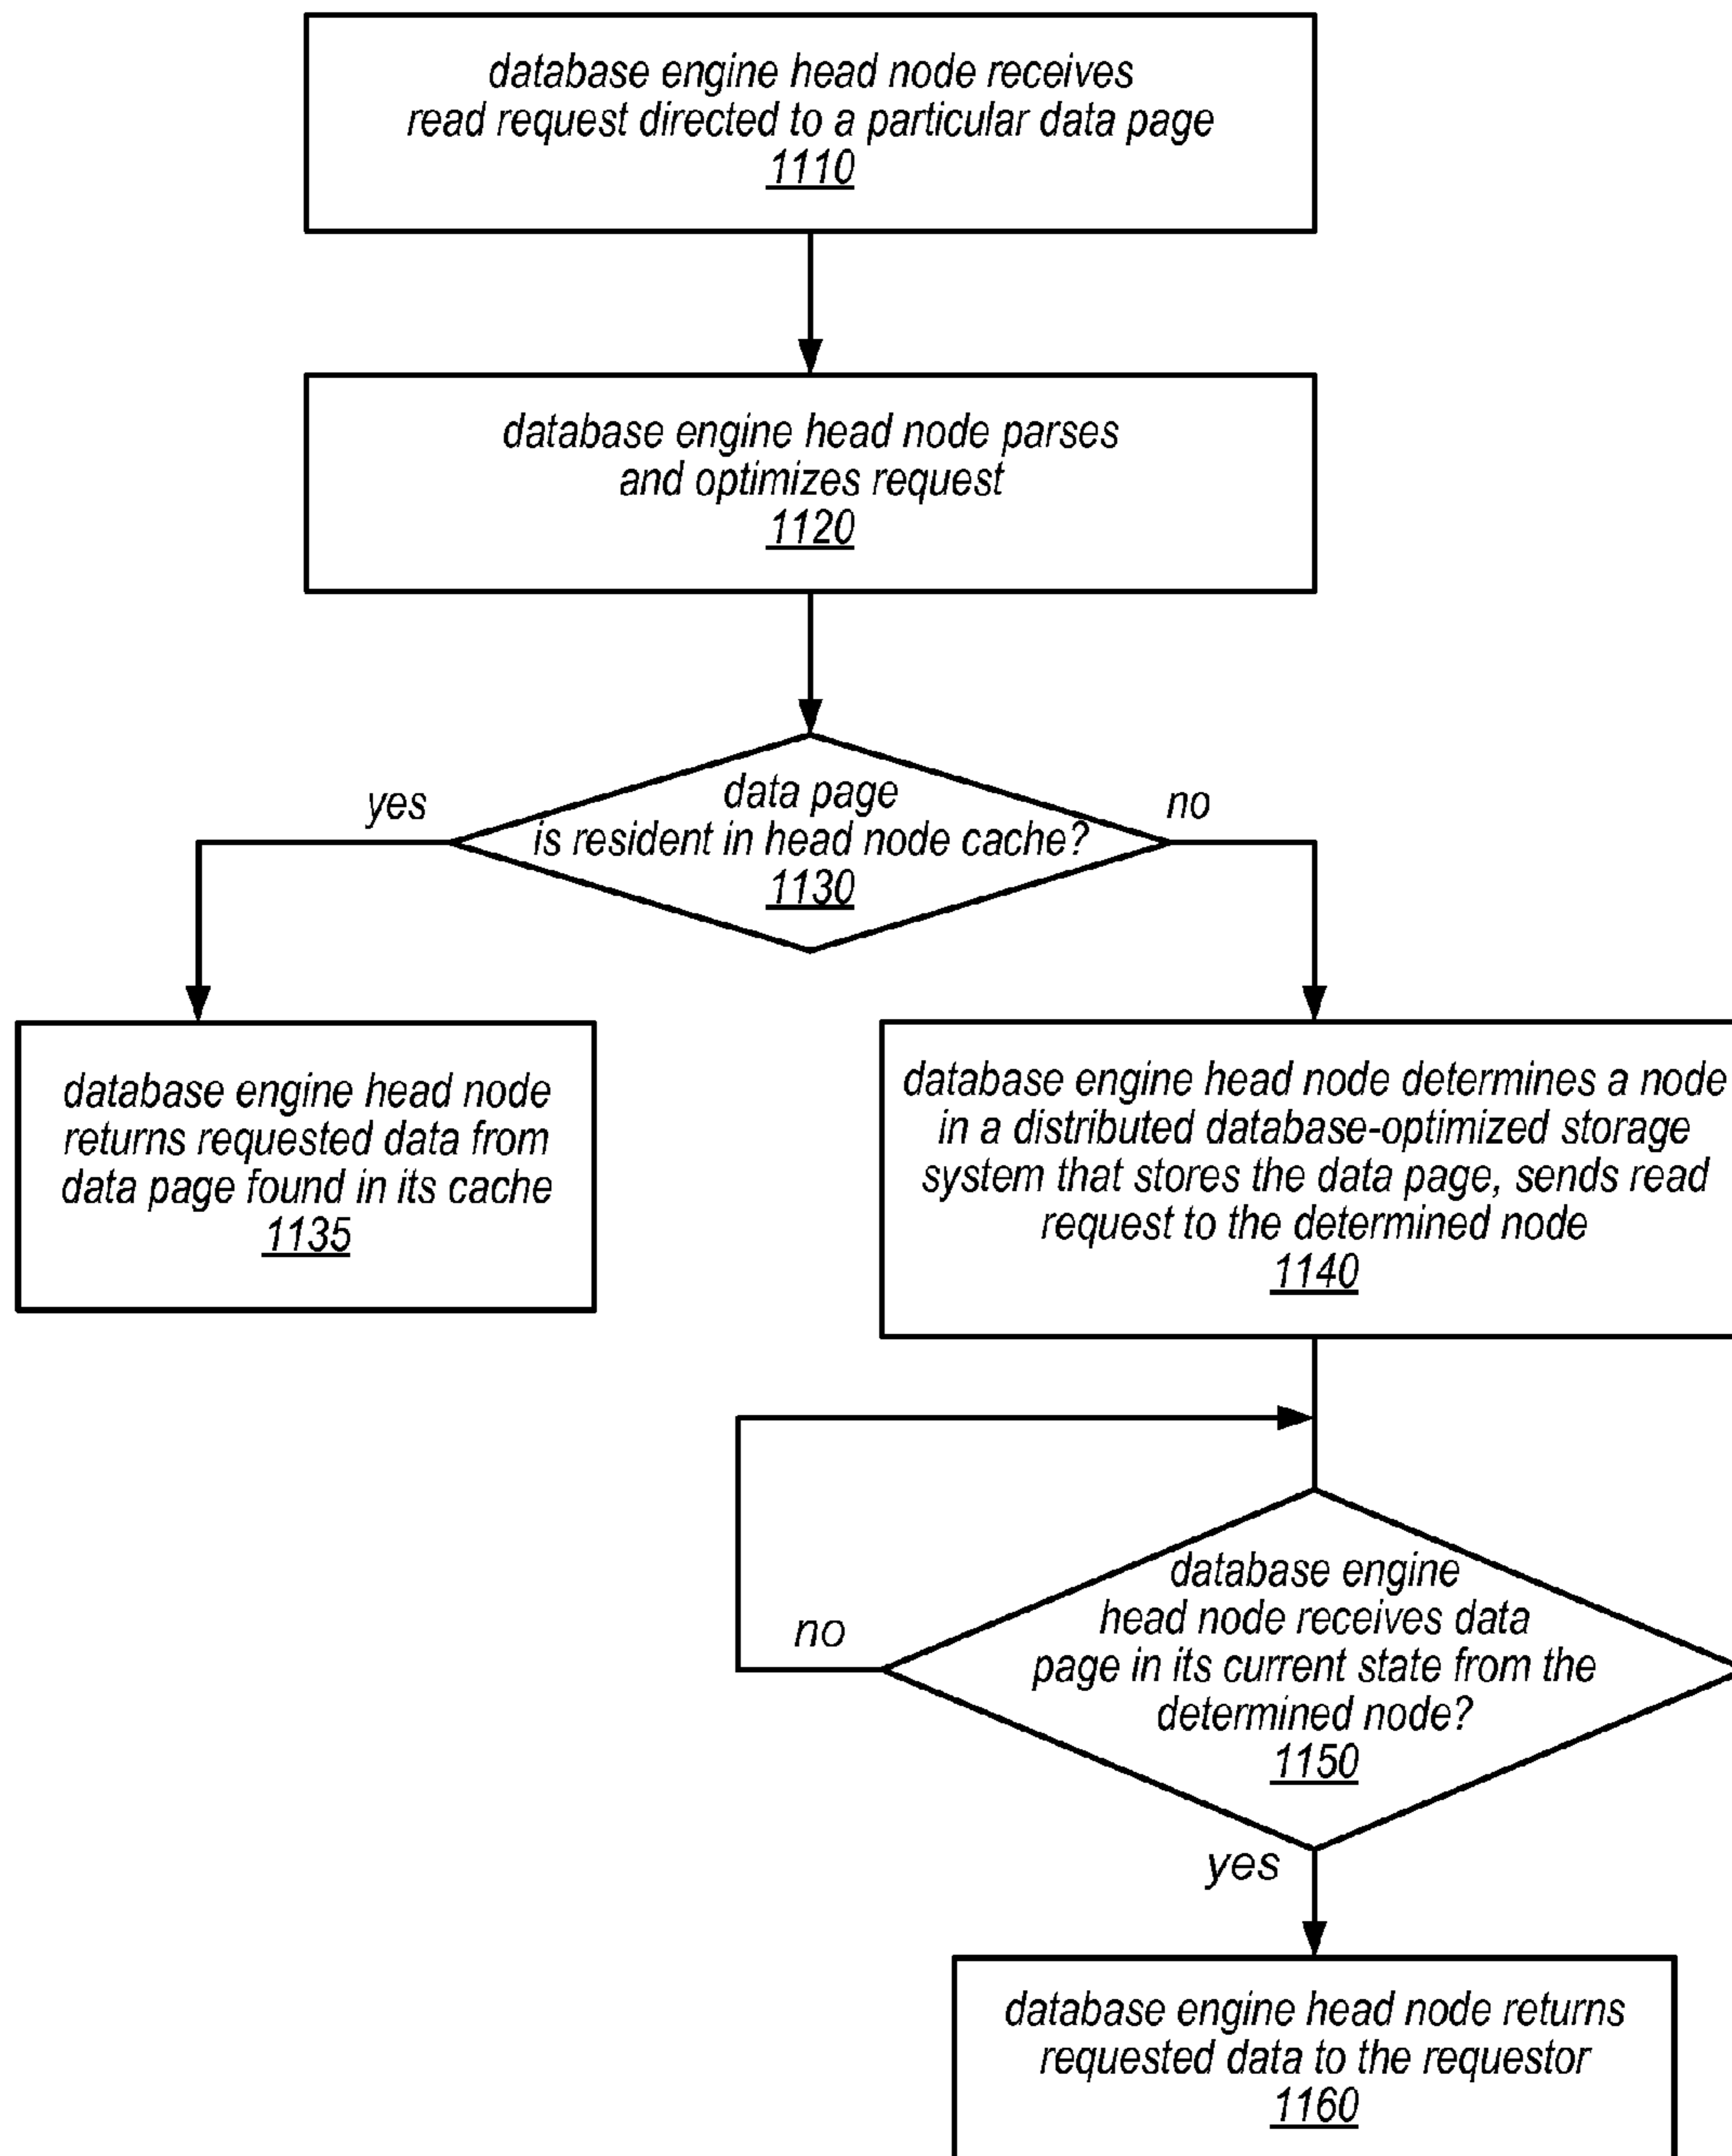 database engine head node receives
read request directed to a particular data page
1110
database engine head node parses
and optimizes request
1120
yes
data page
is resident in head node cache?
1130
no
database engine head node
returns requested data from
data page found in its cache
1135
database engine head node determines a node
in a distributed database-optimized storage
system that stores the data page, sends read
request to the determined node
1140
no
database engine
head node receives data
page in its current state from the
determined node?
1150
yes
database engine head node returns
requested data to the requestor
1160